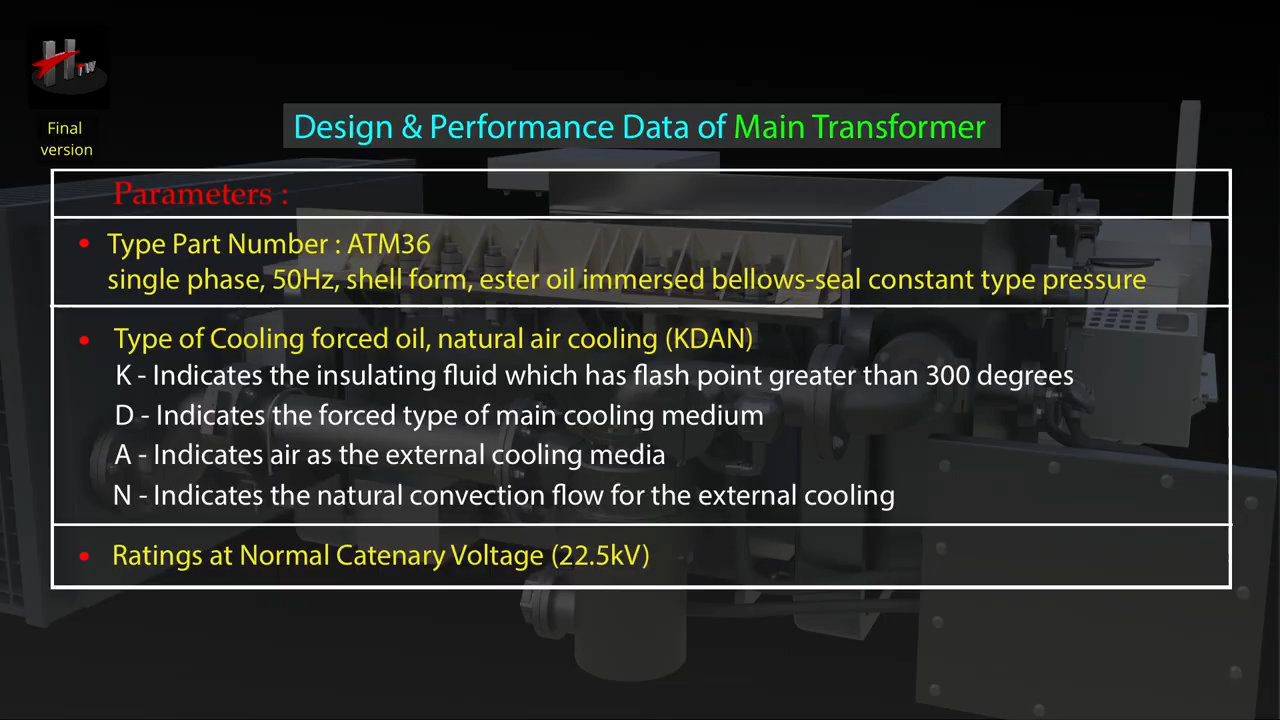 H TW
Final
version
Design & Performance Data of Main Transformer
Parameters :
• Type Part Number : ATM36
single phase, 50Hz, shell form, ester oil immersed bellows-seal constant type pressure
• Type of Cooling forced oil, natural air cooling (KDAN)
K - Indicates the insulating fluid which has flash point greater than 300 degrees
D - Indicates the forced type of main cooling medium
A - Indicates air as the external cooling media
N - Indicates the natural convection flow for the external cooling
• Ratings at Normal Catenary Voltage (22.5kV)